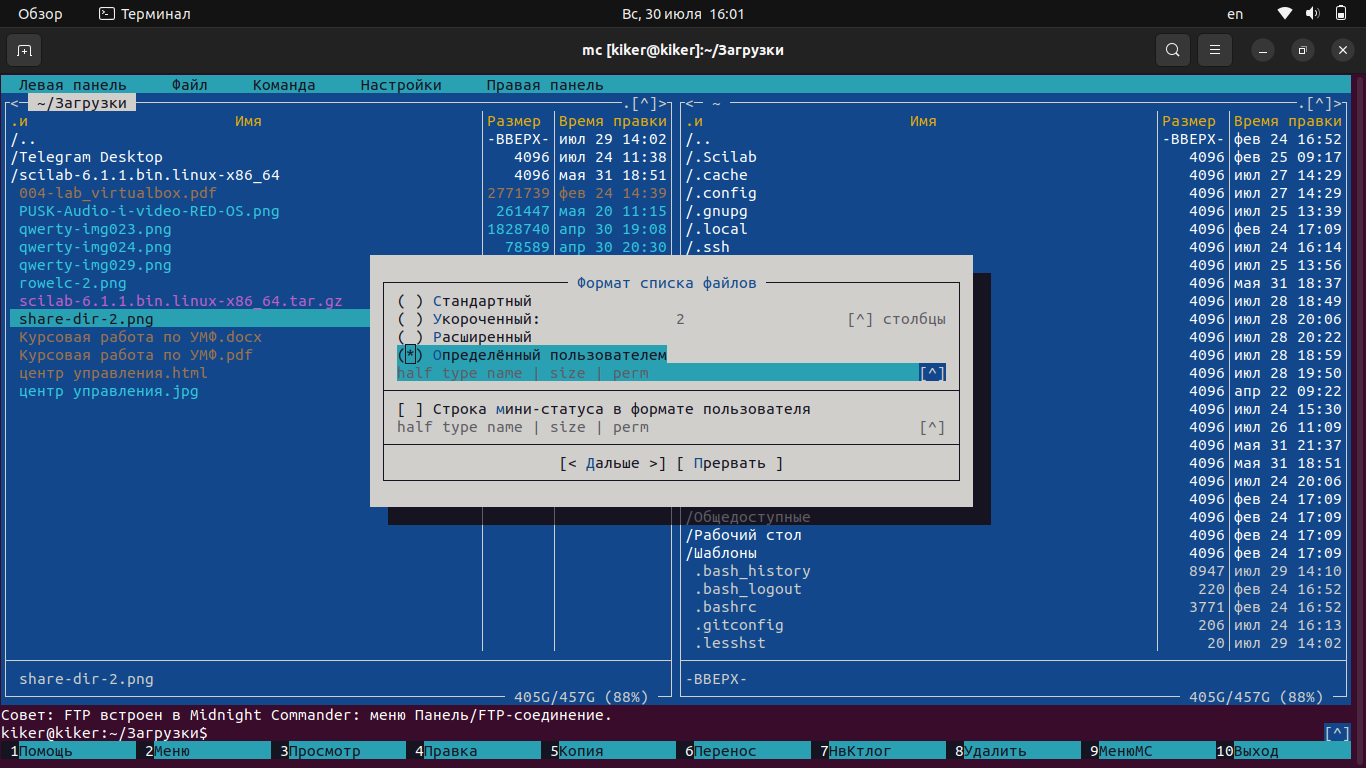 Обзор Терминал Вс, 30 июля 16:01 en
mc [kiker@kiker]:~/Загрузки
Левая панель Файл Команда Настройки Правая панель
<─ ~/Загрузки .[^]> <─ ~ .[^]>
.и Имя Размер Время правки .и Имя Размер Время правки
/.. -ВВЕРХ- июл 29 14:02 /.. -ВВЕРХ- фев 24 16:52
/Telegram Desktop 4096 июл 24 11:38 /.Scilab 4096 фев 25 09:17
/scilab-6.1.1.bin.linux-x86_64 4096 мая 31 18:51 /.cache 4096 июл 27 14:29
004-lab_virtualbox.pdf 2771739 фев 24 14:39 /.config 4096 июл 27 14:29
PUSK-Audio-i-video-RED-OS.png 261447 мая 20 11:15 /.gnupg 4096 июл 25 13:39
qwerty-img023.png 1828740 апр 30 19:08 /.local 4096 фев 24 17:09
qwerty-img024.png 78589 апр 30 20:30 /.ssh 4096 июл 24 16:14
qwerty-img029.png 4096 июл 25 13:56
rowelc-2.png Формат списка файлов 4096 мая 31 18:37
scilab-6.1.1.bin.linux-x86_64.tar.gz ( ) Стандартный 4096 июл 28 18:49
share-dir-2.png ( ) Укороченный: 2 [^] столбцы 4096 июл 28 20:06
Курсовая работа по УМФ.docx ( ) Расширенный 4096 июл 28 20:22
Курсовая работа по УМФ.pdf (*) Определённый пользователем 4096 июл 28 18:59
центр управления.html half type name | size | perm [^] 4096 июл 28 19:50
центр управления.jpg 4096 апр 22 09:22
[ ] Строка мини-статуса в формате пользователя 4096 июл 24 15:30
half type name | size | perm [^] 4096 июл 26 11:09
4096 мая 31 21:37
[< Дальше >] [ Прервать ] 4096 мая 31 18:51
4096 июл 24 20:06
4096 фев 24 17:09
/Общедоступные 4096 фев 24 17:09
/Рабочий стол 4096 фев 24 17:09
/Шаблоны 4096 фев 24 17:09
.bash_history 8947 июл 29 14:10
.bash_logout 220 фев 24 16:52
.bashrc 3771 фев 24 16:52
.gitconfig 206 июл 24 16:13
.lesshst 20 июл 29 14:02
share-dir-2.png -ВВЕРХ-
405G/457G (88%) 405G/457G (88%)
Совет: FTP встроен в Midnight Commander: меню Панель/FTP-соединение.
kiker@kiker:~/Загрузки$ [^]
1Помощь 2Меню 3Просмотр 4Правка 5Копия 6Перенос 7НвКтлог 8Удалить 9МенюМС 10Выход